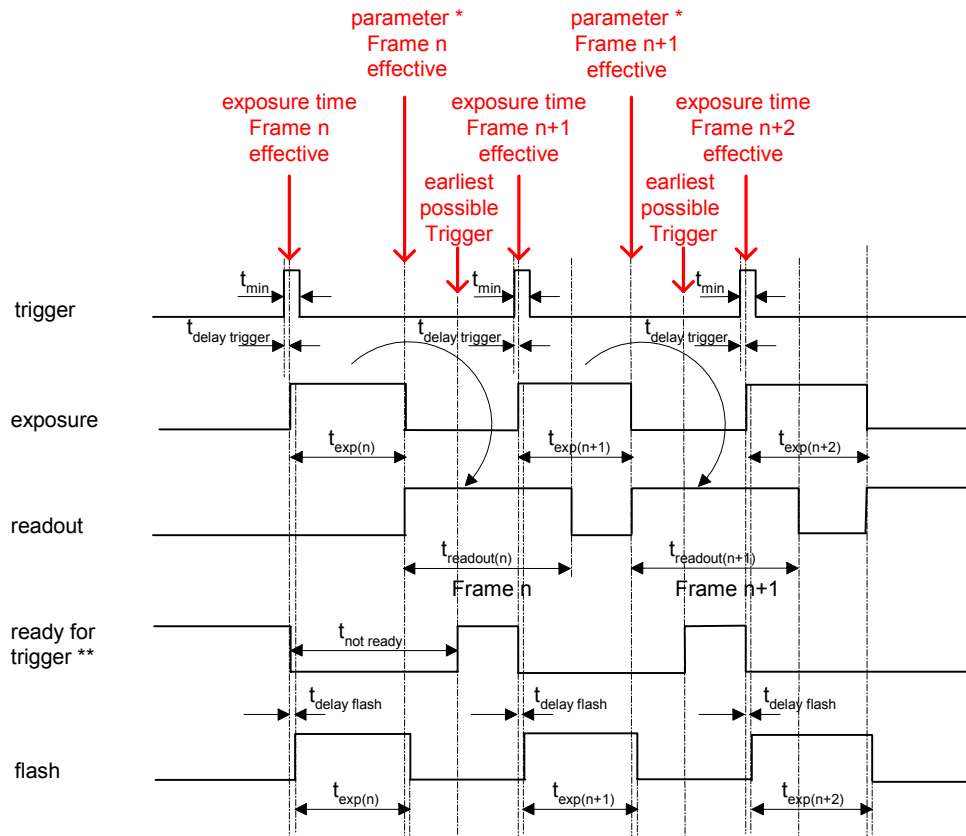 parameter *
Frame n
effective
parameter *
Frame n+1
effective
exposure time
Frame n
effective
exposure time
Frame n+1
effective
exposure time
Frame n+2
effective
earliest
possible
Trigger
earliest
possible
Trigger
trigger
tmin
tmin
tmin
tdelay trigger
tdelay trigger
tdelay trigger
exposure
texp(n)
texp(n+1)
texp(n+2)
readout
treadout(n)
Frame n
treadout(n+1)
Frame n+1
ready for
trigger **
tnot ready
tdelay flash
tdelay flash
tdelay flash
flash
texp(n)
texp(n+1)
texp(n+2)